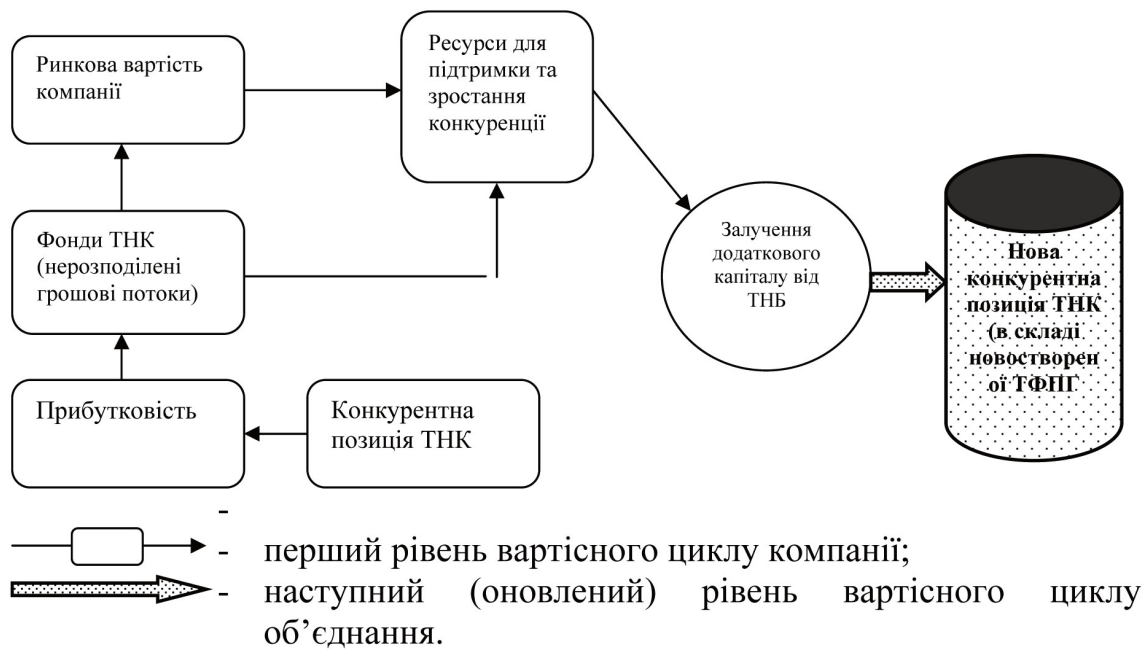 Ринкова вартість
компанії
Ресурси для
підтримки та
зростання
конкуренції
Фонди ТНК
(нерозподілені
грошові потоки)
Залучення
додаткового
капіталу від
ТНБ
Нова
конкурентна
позиція ТНК
(в складі
новостворен
ої ТФПГ
Прибутковість
Конкурентна
позиція ТНК
-
- перший рівень вартісного циклу компанії;
- наступний (оновлений) рівень вартісного циклу
об’єднання.